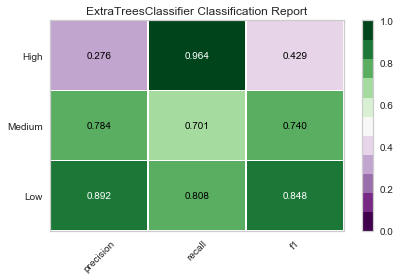 ExtraTreesClassifier Classification Report
High 0.276 0.964 0.429
Medium 0.784 0.701 0.740
Low 0.892 0.808 0.848
precision recall f1
1.0
0.8
0.6
0.4
0.2
0.0